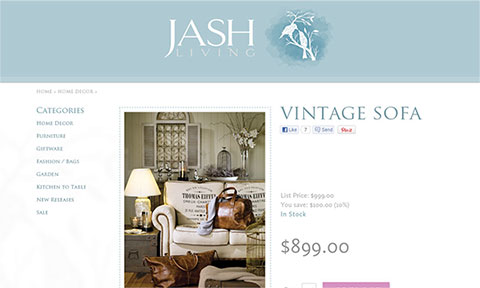 JASH
LIVING
HOME » HOME DECOR »
CATEGORIES
HOME DECOR
FURNITURE
GIFTWARE
FASHION / BAGS
GARDEN
KITCHEN TO TABLE
NEW RELEASES
SALE
THOMAS EIFFE
THOMAS EIFFEL
VINTAGE SOFA
Like 7 Send Pin it
List Price: $999.00
You save: $100.00 (10%)
In Stock
$899.00